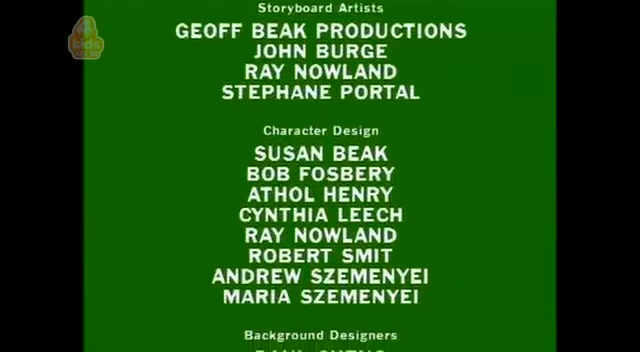 Storyboard Artists
GEOFF BEAK PRODUCTIONS
JOHN BURGE
RAY NOWLAND
STEPHANE PORTAL
Character Design
SUSAN BEAK
BOB FOSBERY
ATHOL HENRY
CYNTHIA LEECH
RAY NOWLAND
ROBERT SMIT
ANDREW SZEMENYEI
MARIA SZEMENYEI
Background Designers
kids